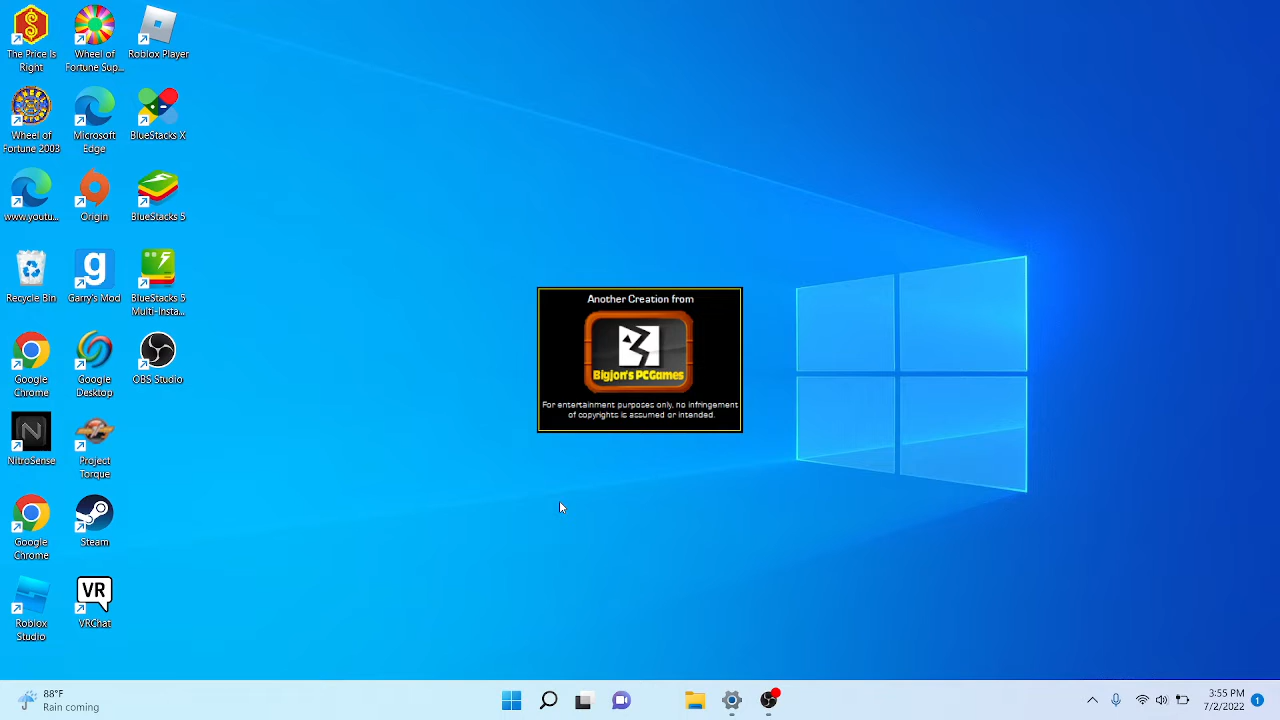 The Price Is
Right
Wheel of
Fortune Sup...
Roblox Player
Wheel of
Fortune 2003
Microsoft
Edge
BlueStacks X
www.youtu...
Origin
BlueStacks 5
Recycle Bin
Garry's Mod
BlueStacks 5
Multi-Insta...
Google
Chrome
Google
Desktop
OBS Studio
NitroSense
Project
Torque
Google
Chrome
Steam
Roblox
Studio
VR
VRChat
Another Creation from
Bigjon's PCGames
For entertainment purposes only, no infringement
of copyrights is assumed or intended.
88°F
Rain coming
3:55 PM
7/2/2022
1